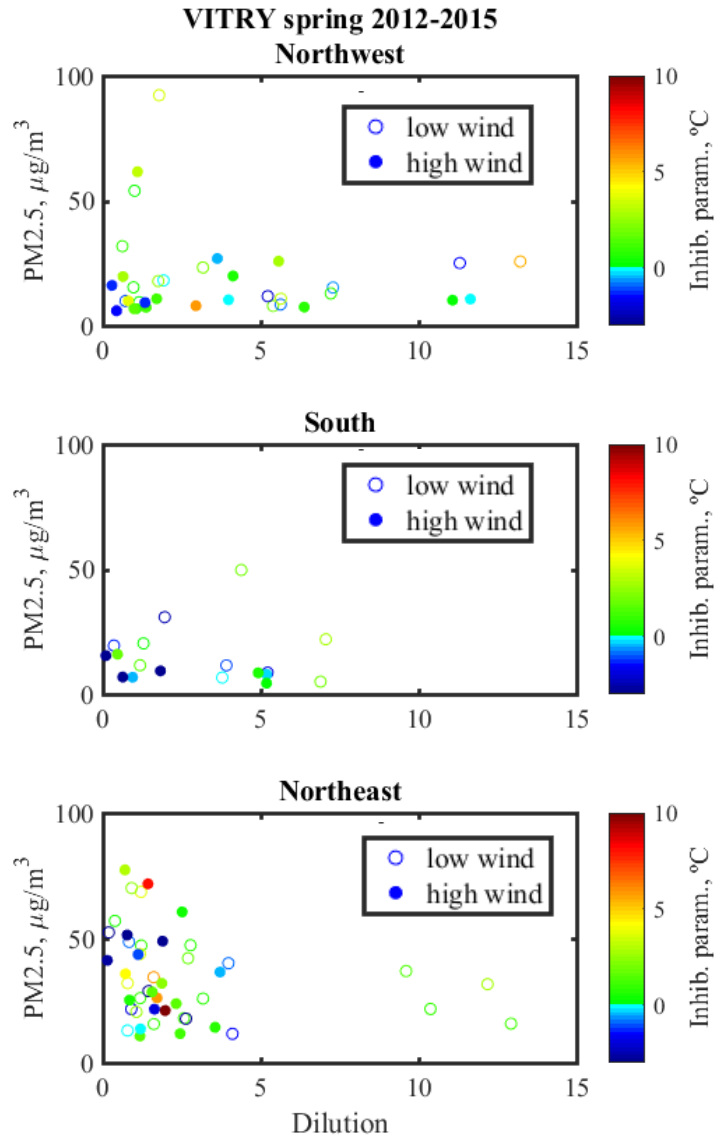 VITRY spring 2012-2015
Northwest
100
50
0
0
5
10
15
PM2.5, μg/m³
low wind
high wind
10
5
0
Inhib. param., ºC
South
100
50
0
0
5
10
15
PM2.5, μg/m³
low wind
high wind
10
5
0
Inhib. param., ºC
Northeast
100
50
0
0
5
10
15
PM2.5, μg/m³
low wind
high wind
10
5
0
Inhib. param., ºC
Dilution